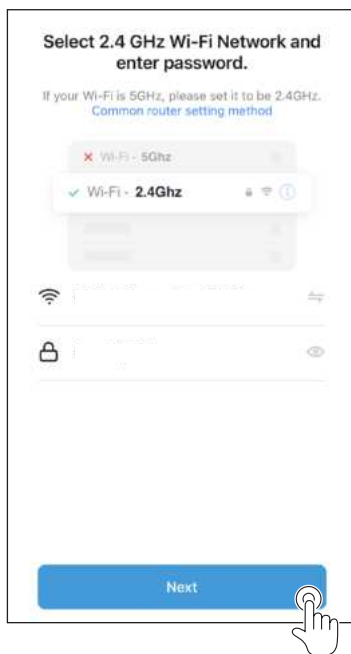 Select 2.4 GHz Wi-Fi Network and
enter password.
If your Wi-Fi is 5GHz, please set it to be 2.4GHz.
Common router setting method
Wi-Fi - 5Ghz
Wi-Fi - 2.4Ghz
Next